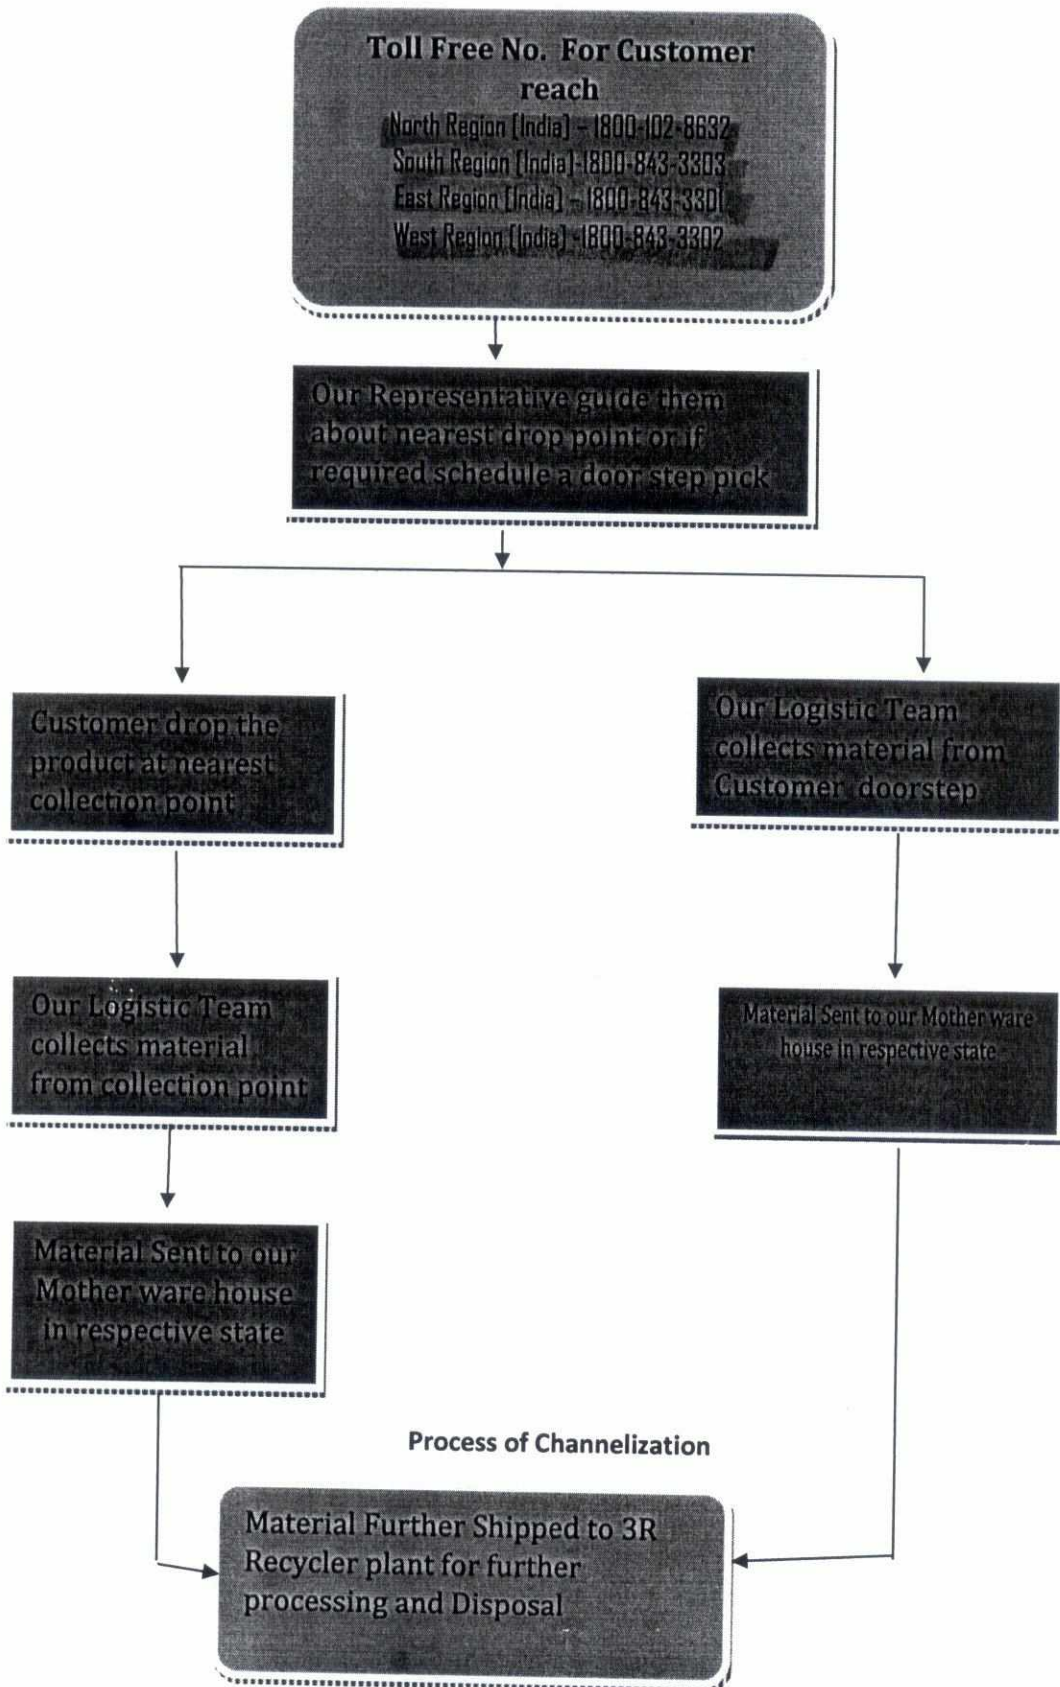 Toll Free No. For Customer
reach
North Region (India) – 1800-102-8632
South Region (India)-1800-843-3303
East Region (India) – 1800-843-3301
West Region (India) -1800-843-3302
Our Representative guide them
about nearest drop point or if
required schedule a door step pick
Customer drop the
product at nearest
collection point
Our Logistic Team
collects material from
Customer doorstep
Our Logistic Team
collects material
from collection point
Material Sent to our Mother ware
house in respective state
Material Sent to our
Mother ware house
in respective state
Process of Channelization
Material Further Shipped to 3R
Recycler plant for further
processing and Disposal